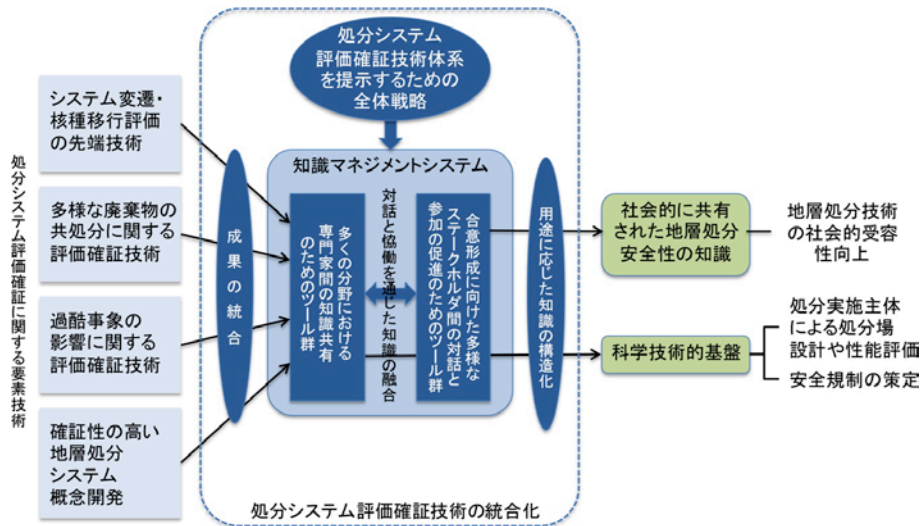 処分システム評価確証に関する要素技術
システム変遷・
核種移行評価
の先端技術
多様な廃棄物の
共処分に関する
評価確証技術
過酷事象の
影響に関する
評価確証技術
確証性の高い
地層処分
システム
概念開発
成果の統合
処分システム
評価確証技術体系
を提示するための
全体戦略
知識マネジメントシステム
多くの分野における
専門家間の知識共有
のためのツール群
対話と恊働を通じた知識の融合
合意形成に向けた多様な
ステークホルダ間の対話と
参加の促進のためのツール群
用途に応じた知識の構造化
処分システム評価確証技術の統合化
社会的に共有
された地層処分
安全性の知識
地層処分技術
の社会的受容
性向上
科学技術的基盤
処分実施主体
による処分場
設計や性能評価
安全規制の策定